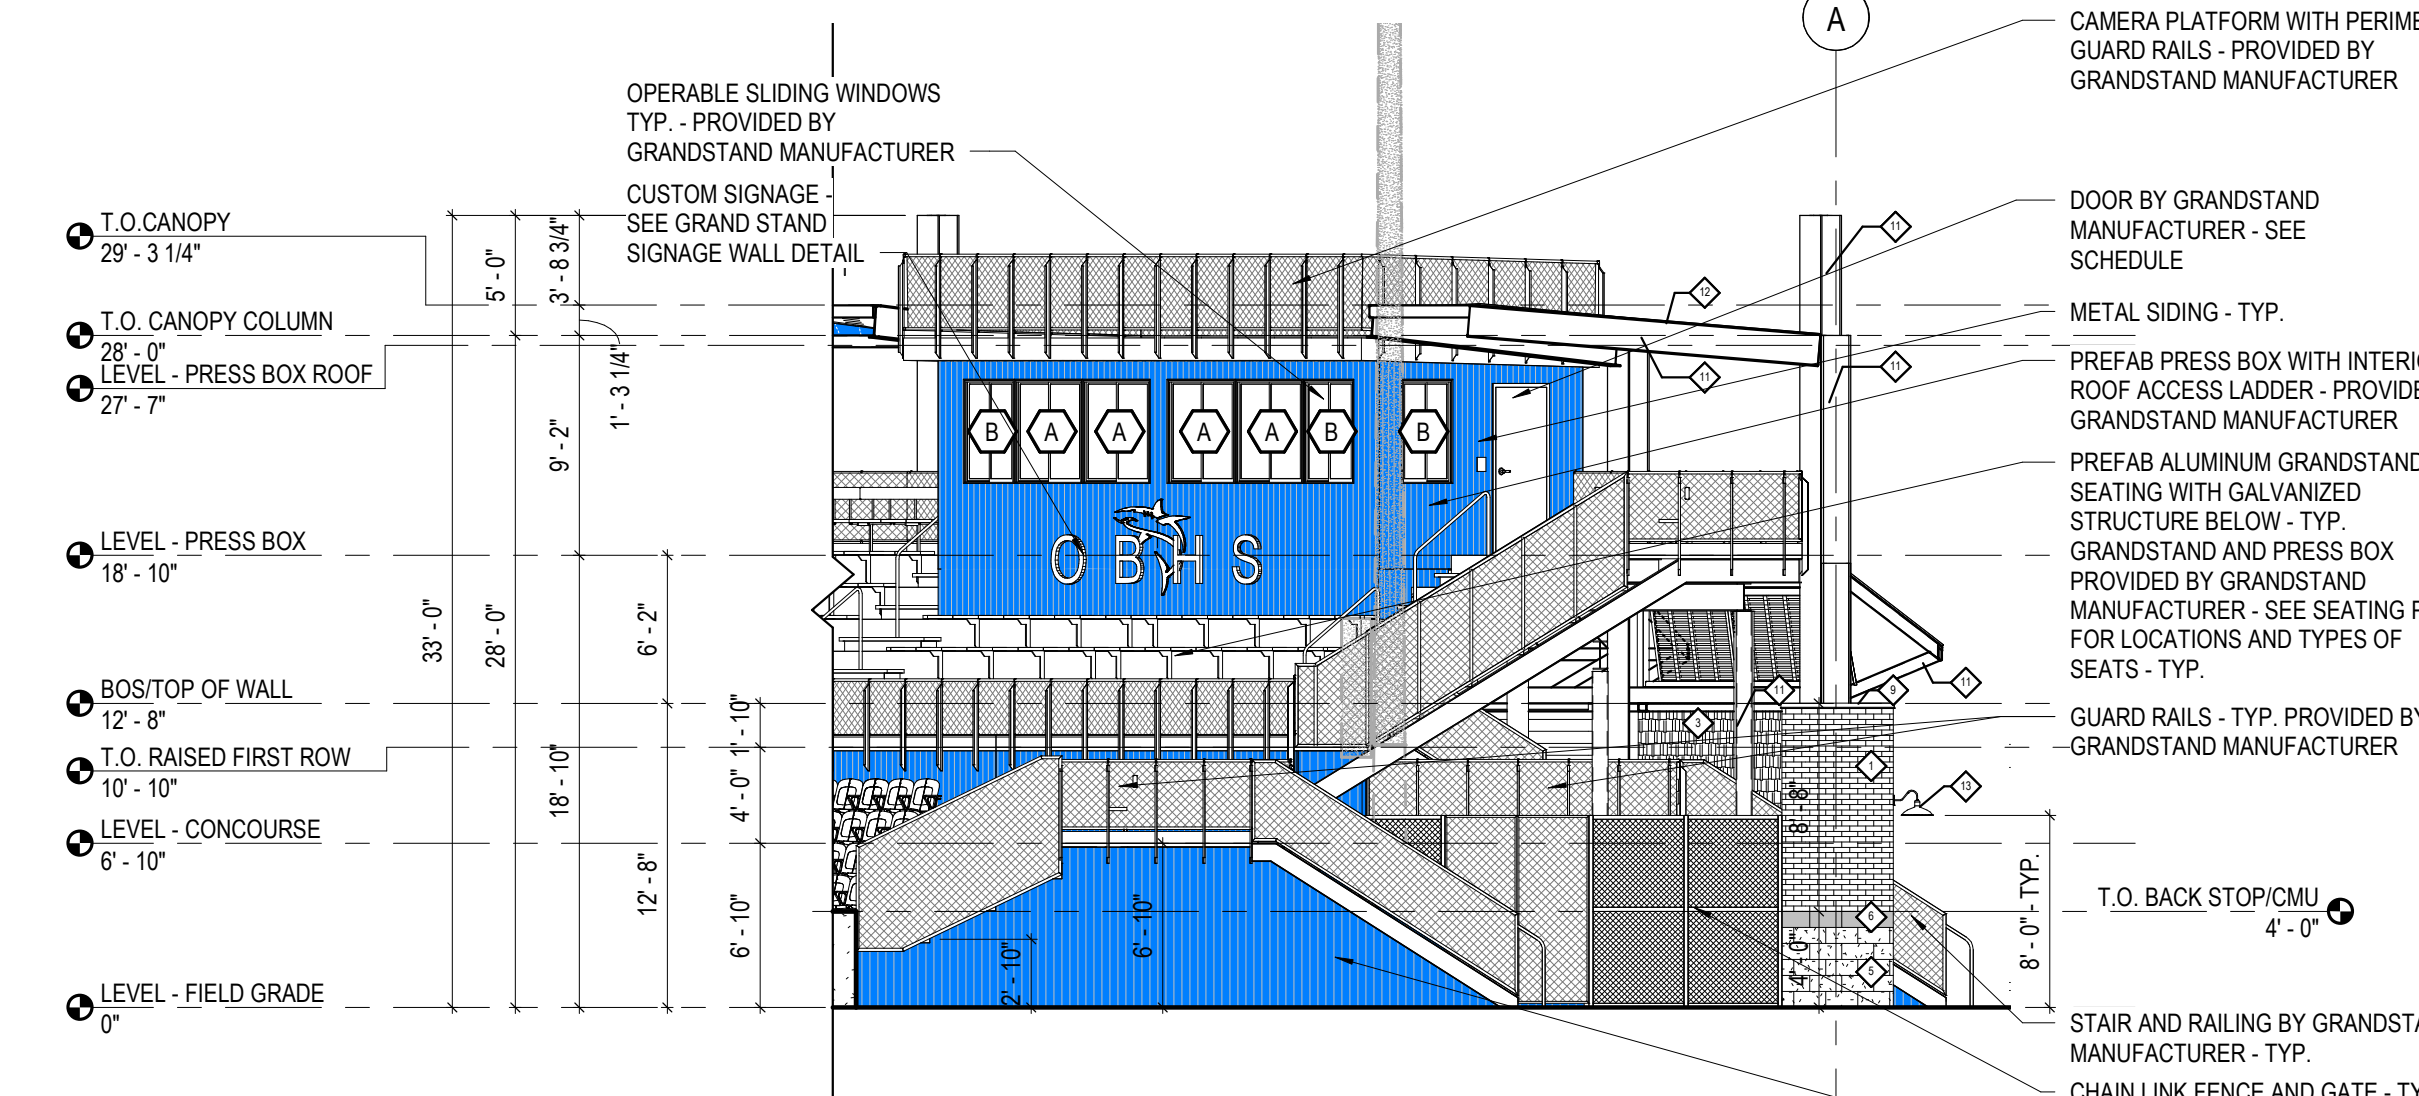 A
CAMERA PLATFORM WITH PERIME
GUARD RAILS - PROVIDED BY
GRANDSTAND MANUFACTURER
OPERABLE SLIDING WINDOWS
TYP. - PROVIDED BY
GRANDSTAND MANUFACTURER
CUSTOM SIGNAGE -
SEE GRAND STAND
SIGNAGE WALL DETAIL
DOOR BY GRANDSTAND
MANUFACTURER - SEE
SCHEDULE
METAL SIDING - TYP.
PREFAB PRESS BOX WITH INTERIO
ROOF ACCESS LADDER - PROVIDE
GRANDSTAND MANUFACTURER
PREFAB ALUMINUM GRANDSTAND
SEATING WITH GALVANIZED
STRUCTURE BELOW - TYP.
GRANDSTAND AND PRESS BOX
PROVIDED BY GRANDSTAND
MANUFACTURER - SEE SEATING P
FOR LOCATIONS AND TYPES OF
SEATS - TYP.
GUARD RAILS - TYP. PROVIDED BY
GRANDSTAND MANUFACTURER
T.O. BACK STOP/CMU
4' - 0"
STAIR AND RAILING BY GRANDSTA
MANUFACTURER - TYP.
CHAIN LINK FENCE AND GATE - TY
T.O.CANOPY
29' - 3 1/4"
T.O. CANOPY COLUMN
28' - 0"
LEVEL - PRESS BOX ROOF
27' - 7"
LEVEL - PRESS BOX
18' - 10"
BOS/TOP OF WALL
12' - 8"
T.O. RAISED FIRST ROW
10' - 10"
LEVEL - CONCOURSE
6' - 10"
LEVEL - FIELD GRADE
0"
33' - 0"
5' - 0"
28' - 0"
3' - 8 3/4"
1' - 3 1/4"
9' - 2"
18' - 10"
6' - 2"
12' - 8"
1' - 10"
4' - 0"
6' - 10"
2' - 10"
6' - 10"
8' - 8"
4' - 0"
8' - 0" - TYP.
B A A A A B B
O B H S
11
12
11
11
11
9
11
3
1
13
6
5